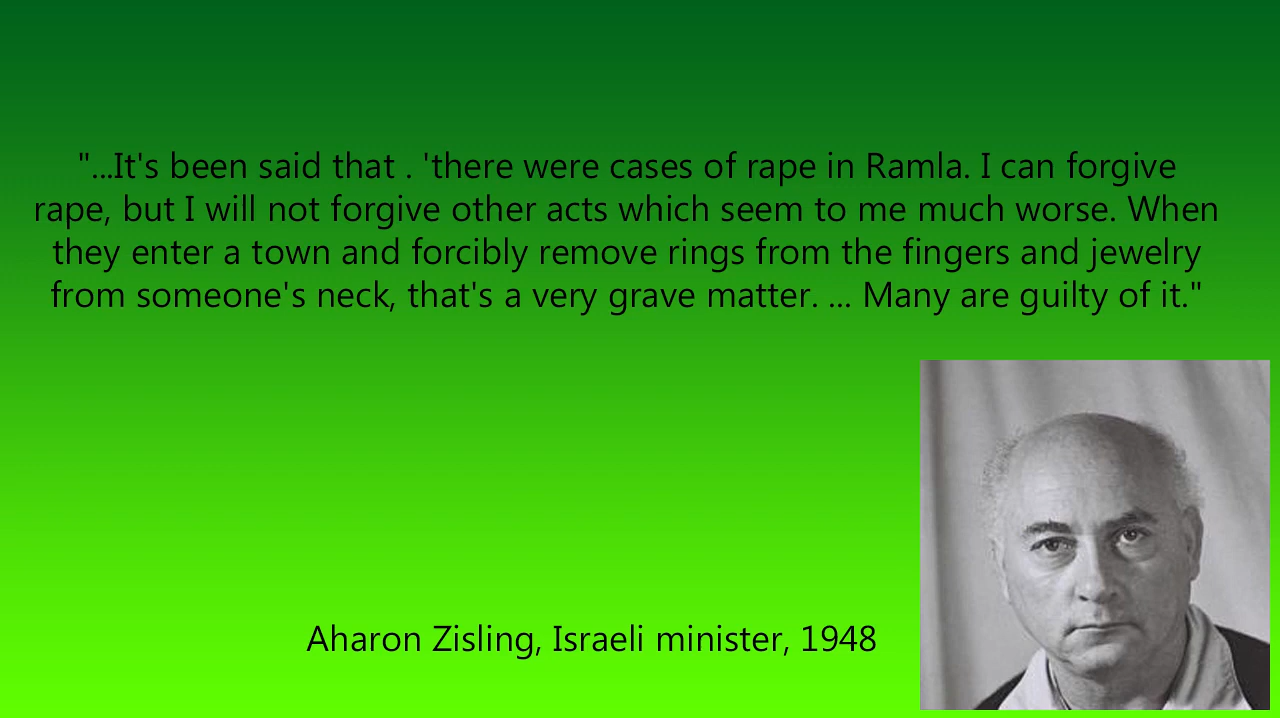 "...It's been said that . 'there were cases of rape in Ramla. I can forgive
rape, but I will not forgive other acts which seem to me much worse. When
they enter a town and forcibly remove rings from the fingers and jewelry
from someone's neck, that's a very grave matter. ... Many are guilty of it."
Aharon Zisling, Israeli minister, 1948